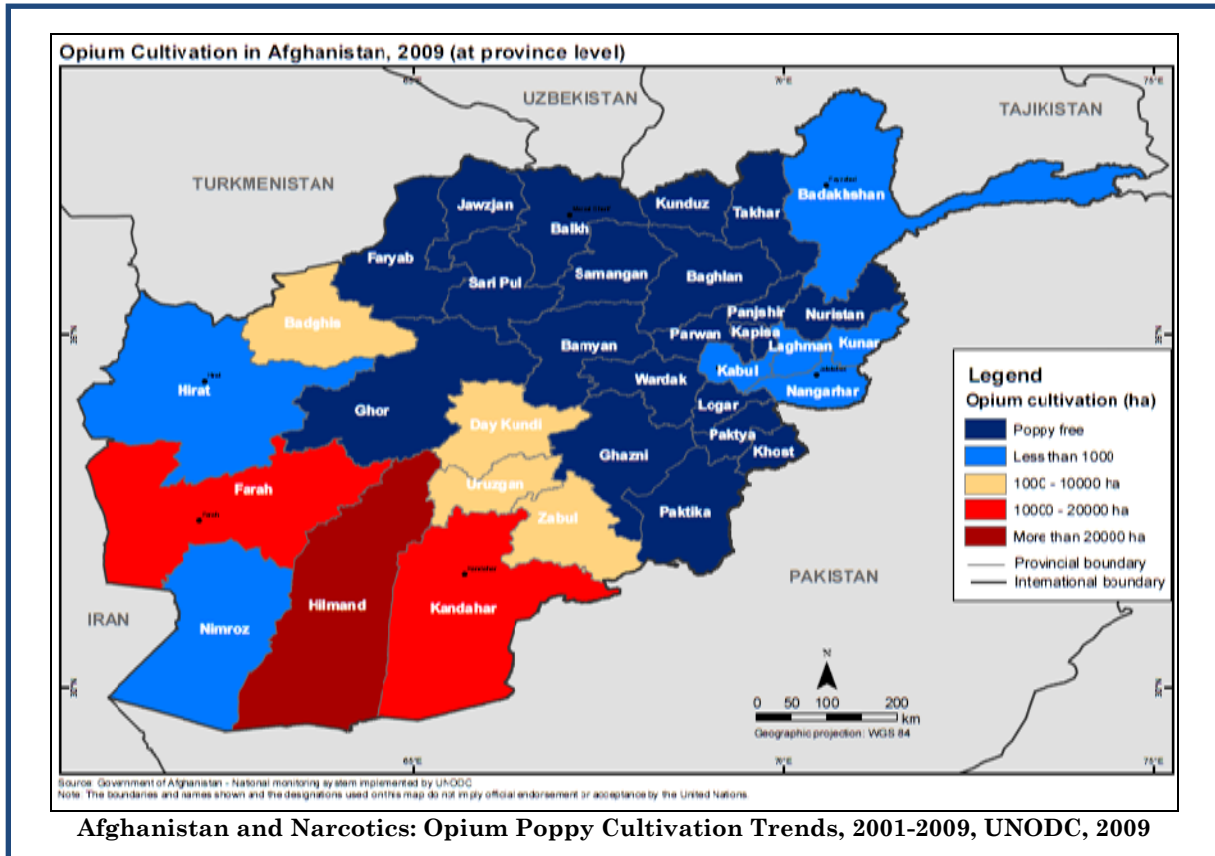 Opium Cultivation in Afghanistan, 2009 (at province level)
65°E
70°E
75°E
UZBEKISTAN
TAJIKISTAN
TURKMENISTAN
Jawzjan
Kunduz
Takhar
Badakhshan
Balkh
Faryab
Sari Pul
Samangan
Baghlan
Badghis
Panjshir
Nuristan
Parwan
Kapisa
Laghman
Kunar
Bamyan
Kabul
Nangarhar
Hirat
Wardak
Logar
Ghor
Day Kundi
Paktya
Khost
Ghazni
Farah
Uruzgan
Zabul
Paktika
Hilmand
Kandahar
Nimroz
IRAN
PAKISTAN
Legend
Opium cultivation (ha)
Poppy free
Less than 1000
1000 - 10000 ha
10000 - 20000 ha
More than 20000 ha
Provincial boundary
International boundary
N
0 50 100 200
km
Geographic projection: WGS 84
65°E
70°E
75°E
Source: Government of Afghanistan - National monitoring system implemented by UNODC
Note: The boundaries and names shown and the designations used on this map do not imply official endorsement or acceptance by the United Nations.
Afghanistan and Narcotics: Opium Poppy Cultivation Trends, 2001-2009, UNODC, 2009